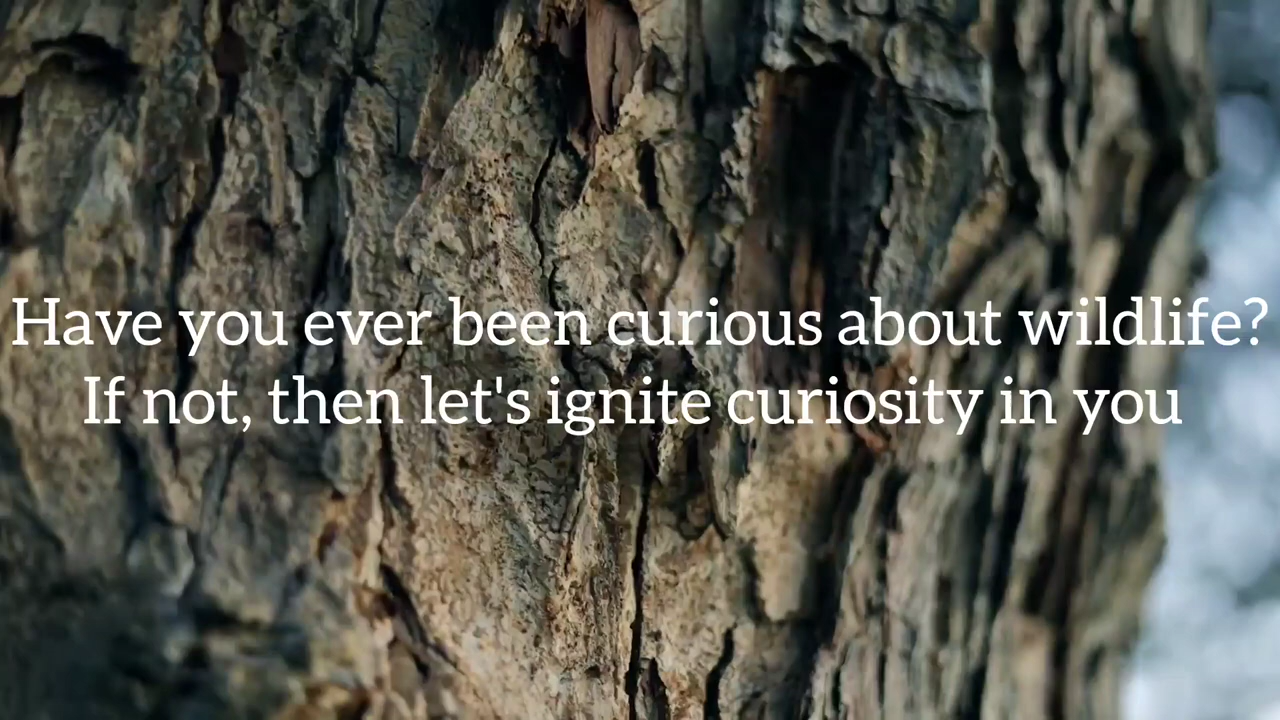 Have you ever been curious about wildlife?
If not, then let's ignite curiosity in you